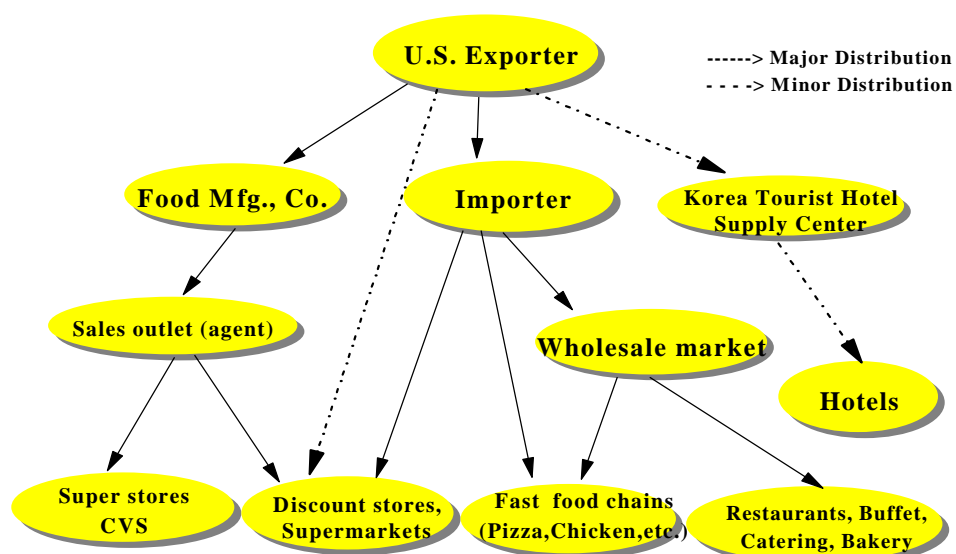 U.S. Exporter
------> Major Distribution
- - - -> Minor Distribution
Food Mfg., Co.
Importer
Korea Tourist Hotel
Supply Center
Sales outlet (agent)
Wholesale market
Hotels
Super stores
CVS
Discount stores,
Supermarkets
Fast food chains
(Pizza,Chicken,etc.)
Restaurants, Buffet,
Catering, Bakery